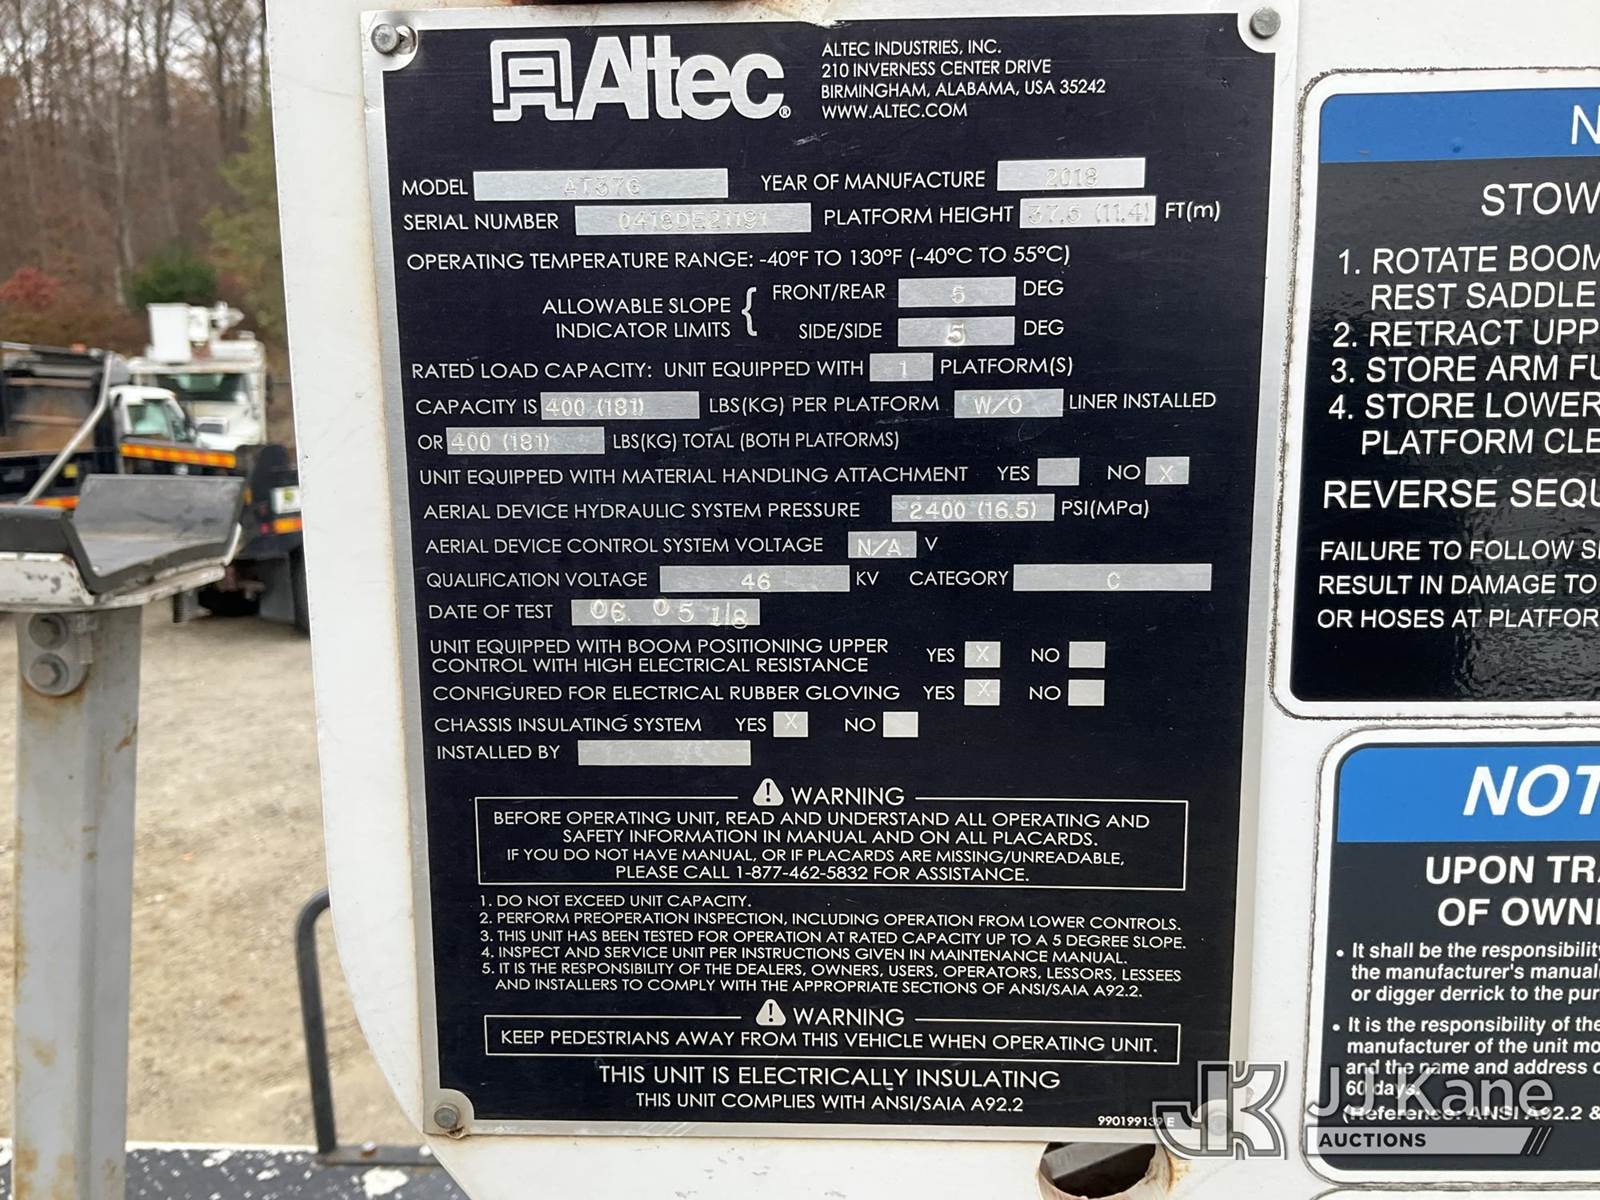 Altec®
ALTEC INDUSTRIES, INC.
210 INVERNESS CENTER DRIVE
BIRMINGHAM, ALABAMA, USA 35242
WWW.ALTEC.COM
MODEL AT37G YEAR OF MANUFACTURE 2018
SERIAL NUMBER 0418DE21191 PLATFORM HEIGHT 37.5 (11.4) FT(m)
OPERATING TEMPERATURE RANGE: -40°F TO 130°F (-40°C TO 55°C)
ALLOWABLE SLOPE INDICATOR LIMITS { FRONT/REAR 5 DEG
SIDE/SIDE 5 DEG
RATED LOAD CAPACITY: UNIT EQUIPPED WITH 1 PLATFORM(S)
CAPACITY IS 400 (181) LBS(KG) PER PLATFORM W/O LINER INSTALLED
OR 400 (181) LBS(KG) TOTAL (BOTH PLATFORMS)
UNIT EQUIPPED WITH MATERIAL HANDLING ATTACHMENT YES NO X
AERIAL DEVICE HYDRAULIC SYSTEM PRESSURE 2400 (16.5) PSI(MPa)
AERIAL DEVICE CONTROL SYSTEM VOLTAGE N/A V
QUALIFICATION VOLTAGE 46 KV CATEGORY C
DATE OF TEST 06 05 1/8
UNIT EQUIPPED WITH BOOM POSITIONING UPPER
CONTROL WITH HIGH ELECTRICAL RESISTANCE YES X NO
CONFIGURED FOR ELECTRICAL RUBBER GLOVING YES X NO
CHASSIS INSULATING SYSTEM YES X NO
INSTALLED BY
WARNING
BEFORE OPERATING UNIT, READ AND UNDERSTAND ALL OPERATING AND
SAFETY INFORMATION IN MANUAL AND ON ALL PLACARDS.
IF YOU DO NOT HAVE MANUAL, OR IF PLACARDS ARE MISSING/UNREADABLE,
PLEASE CALL 1-877-462-5832 FOR ASSISTANCE.
1. DO NOT EXCEED UNIT CAPACITY.
2. PERFORM PREOPERATION INSPECTION, INCLUDING OPERATION FROM LOWER CONTROLS.
3. THIS UNIT HAS BEEN TESTED FOR OPERATION AT RATED CAPACITY UP TO A 5 DEGREE SLOPE.
4. INSPECT AND SERVICE UNIT PER INSTRUCTIONS GIVEN IN MAINTENANCE MANUAL.
5. IT IS THE RESPONSIBILITY OF THE DEALERS, OWNERS, USERS, OPERATORS, LESSORS, LESSEES
AND INSTALLERS TO COMPLY WITH THE APPROPRIATE SECTIONS OF ANSI/SAIA A92.2.
WARNING
KEEP PEDESTRIANS AWAY FROM THIS VEHICLE WHEN OPERATING UNIT.
THIS UNIT IS ELECTRICALLY INSULATING
THIS UNIT COMPLIES WITH ANSI/SAIA A92.2
990199139 E
N
STOW
1. ROTATE BOOM
REST SADDLE
2. RETRACT UPP
3. STORE ARM FU
4. STORE LOWER
PLATFORM CLE
REVERSE SEQU
FAILURE TO FOLLOW S
RESULT IN DAMAGE TO
OR HOSES AT PLATFOR
NOT
UPON TRA
OF OWN
• It shall be the responsibility
the manufacturer's manual
or digger derrick to the pur
• It is the responsibility of the
manufacturer of the unit mo
and the name and address o
60 days.
(Reference: ANSI A92.2 &
JK JJKane
AUCTIONS